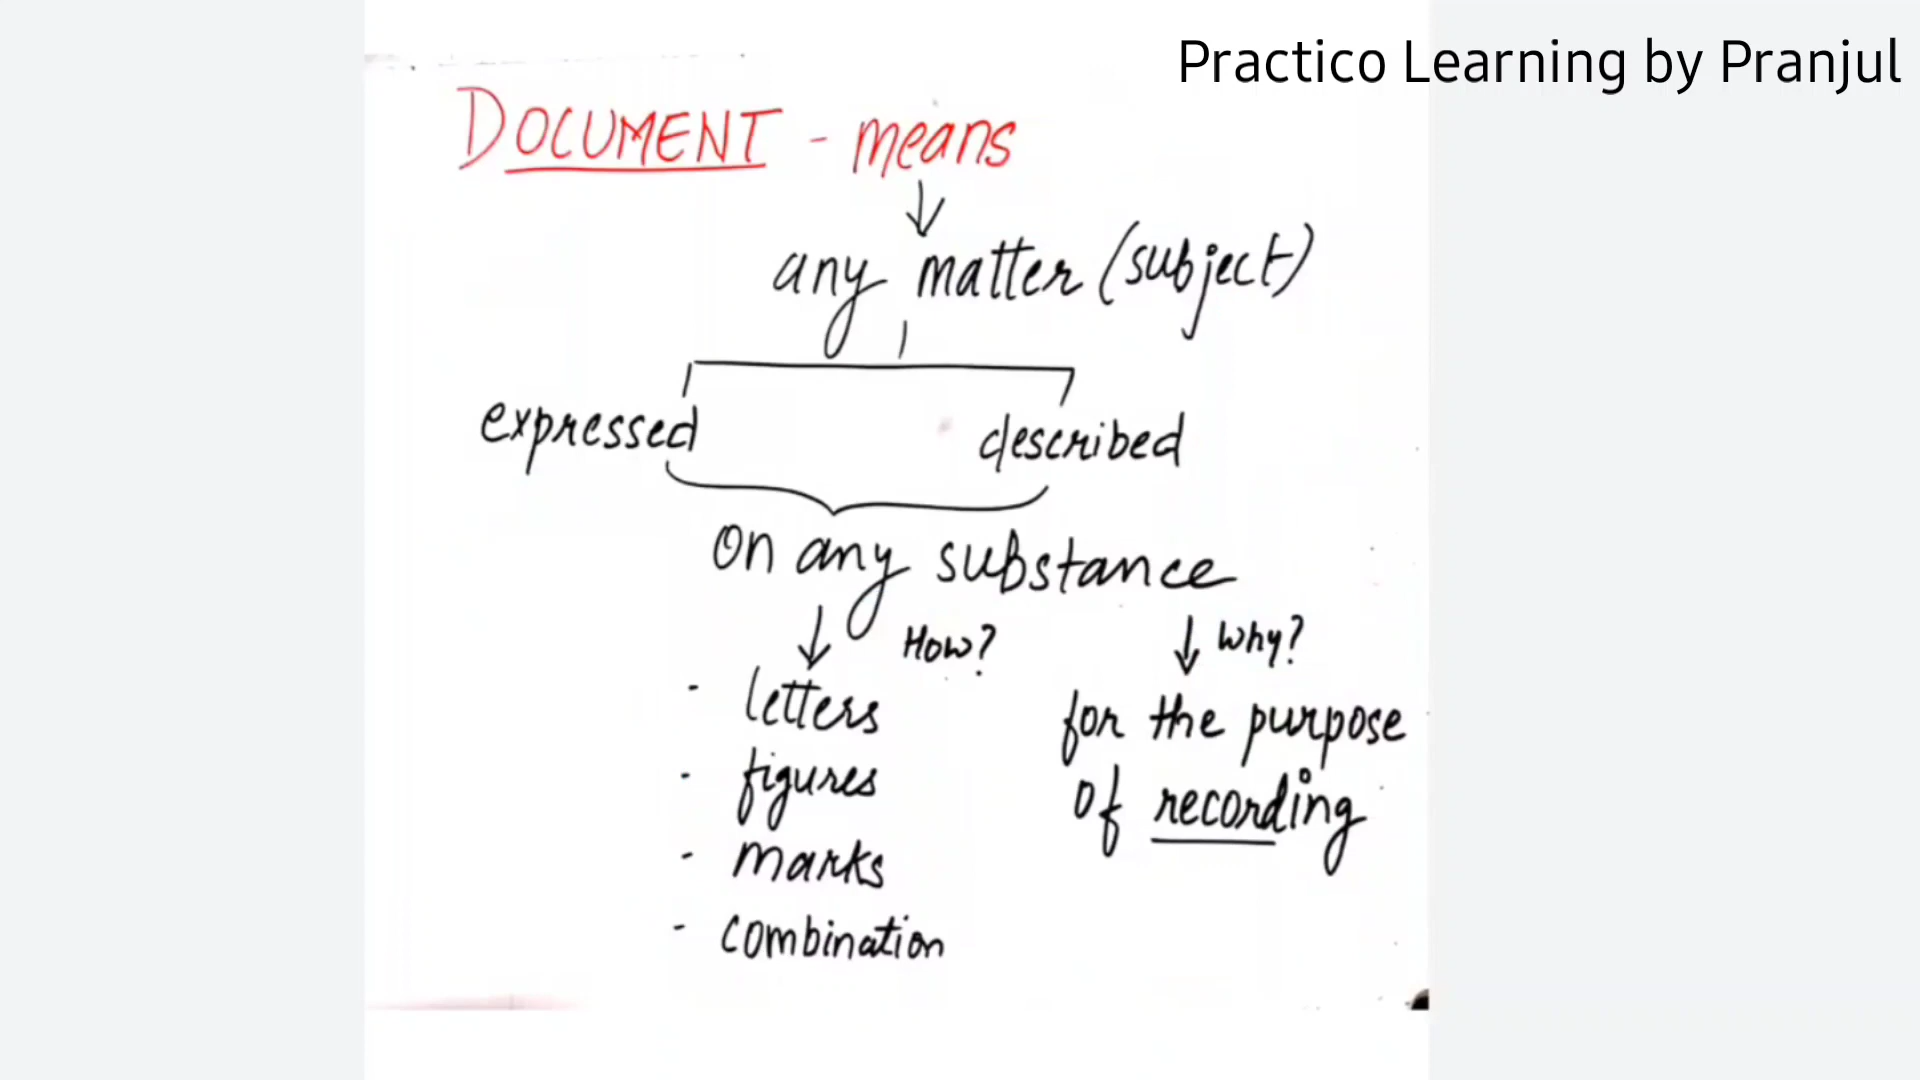 Practico Learning by Pranjul
DOCUMENT - means
any matter (subject)
expressed described
on any substance
How? Why?
- letters
for the purpose
- figures
of recording
- marks
- combination